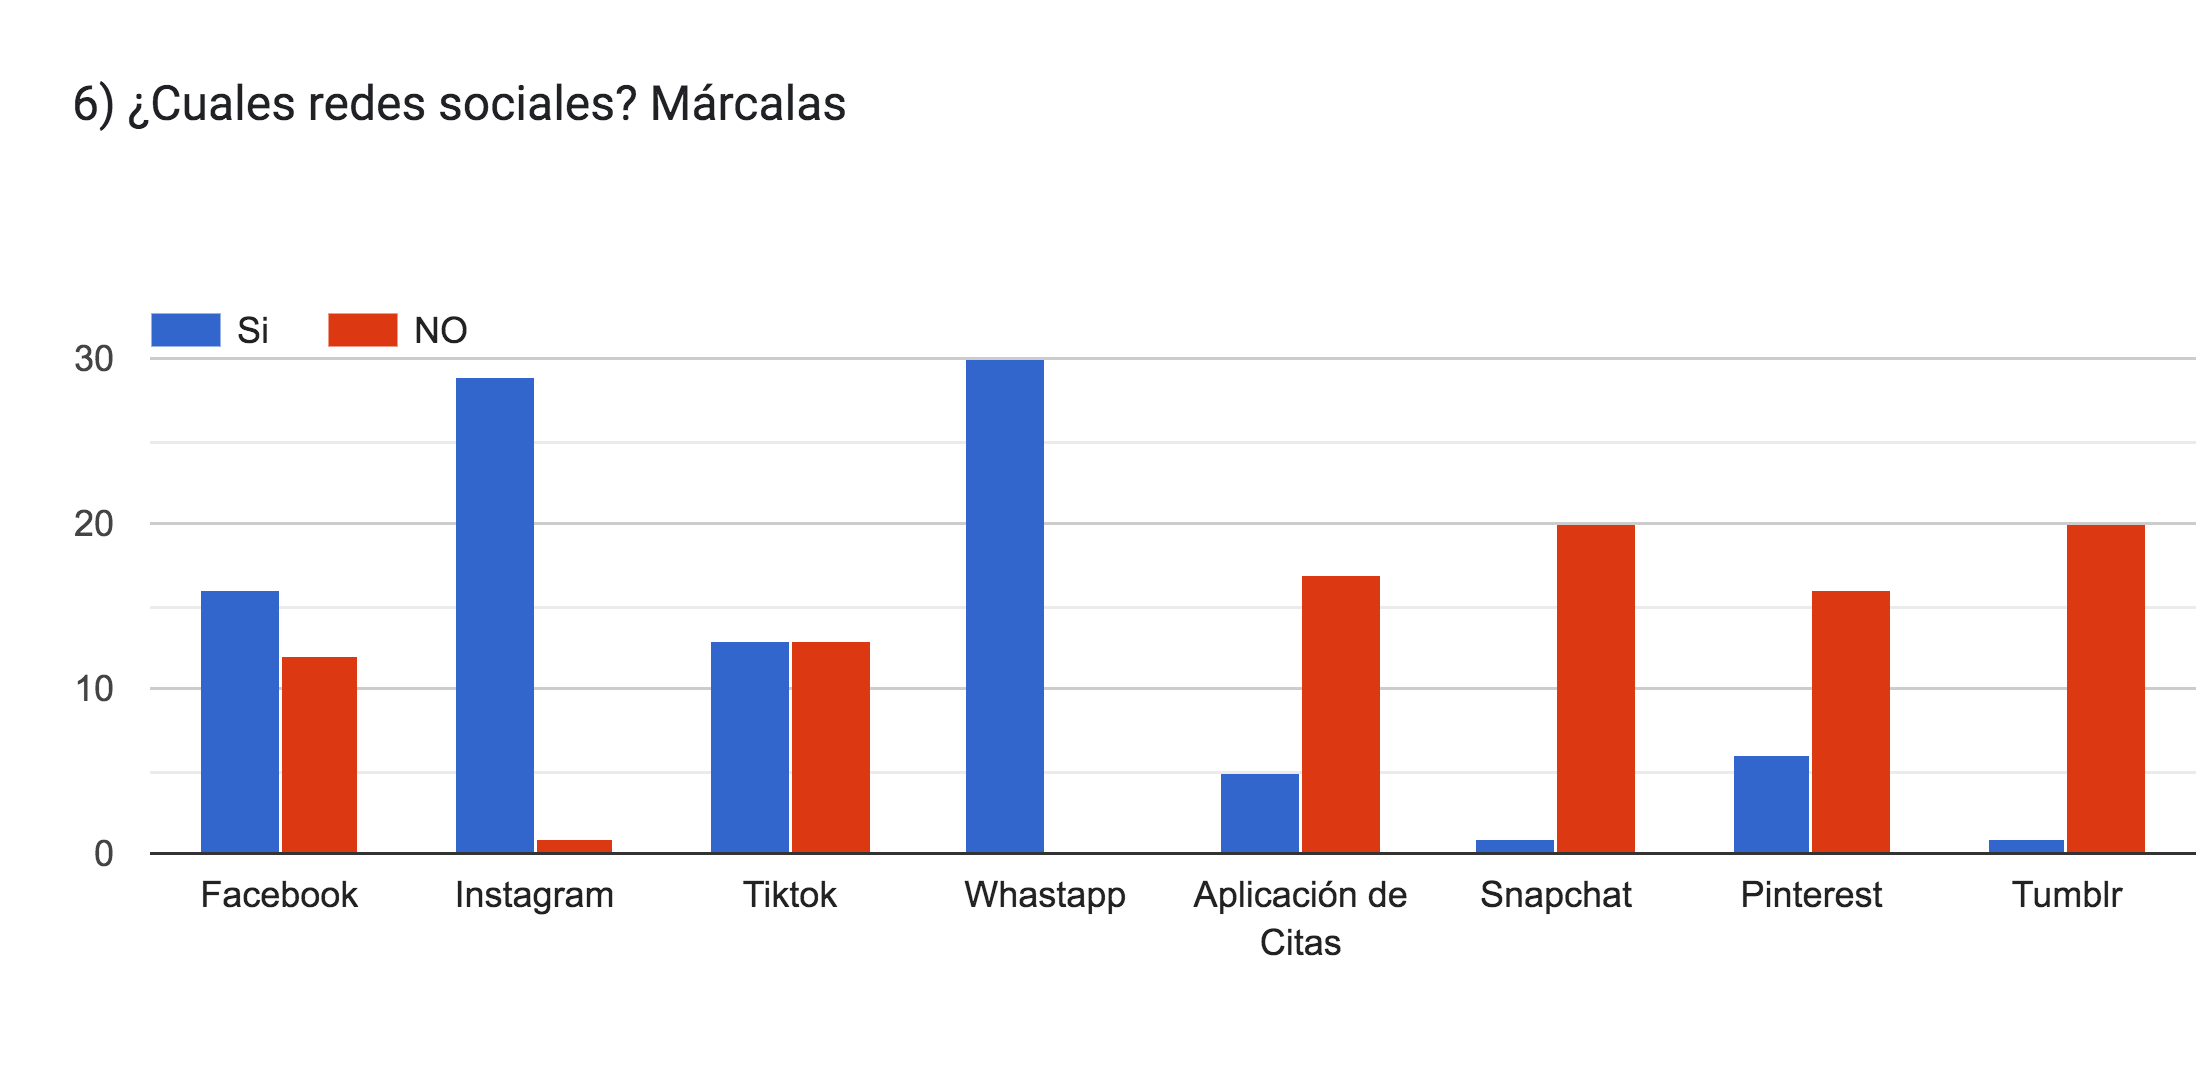 6) ¿Cuales redes sociales? Márcalas
Si NO
30
20
10
0
Facebook Instagram Tiktok Whastapp Aplicación de Citas Snapchat Pinterest Tumblr